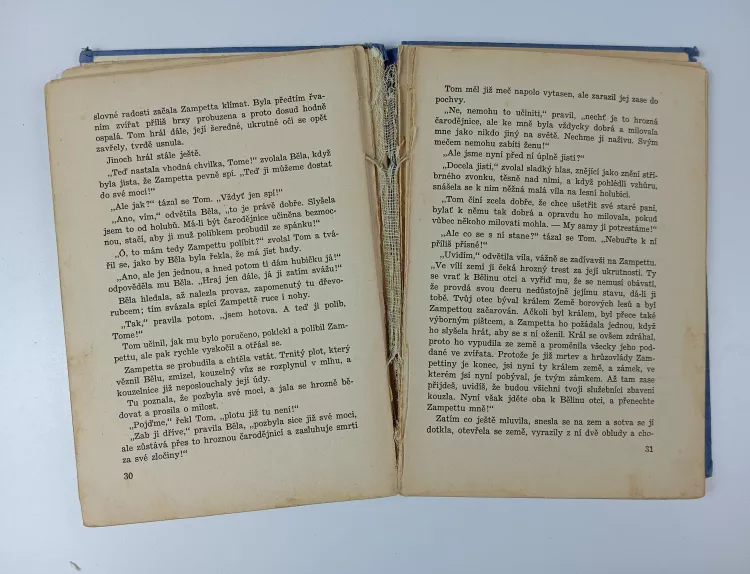 slovné radosti začala Zampetta klímat. Byla předtím řva-
ním zvířat příliš brzy probuzena a proto dosud hodně
ospalá. Tom hrál dále, její šeredné, ukrutné oči se opět
zavřely, tvrdě usnula.
Jinoch hrál stále ještě.
„Teď nastala vhodná chvilka, Tome!“ zvolala Běla, když
byla jista, že Zampetta pevně spí. „Teď ji můžeme dostat
do své moci!“
„Ale jak?“ tázal se Tom. „Vždyť jen spí!“
„Ano, vím,“ odvětila Běla, „to je právě dobře. Slyšela
jsem to od holubů. Má-li být čarodějnice učiněna bezmoc-
nou, stačí, aby ji muž polibkem probudil ze spánku!“
„Ó, to mám tedy Zampettu políbit?“ zvolal Tom a tvá-
řil se, jako by Běla byla řekla, že má jíst hady.
„Ano, ale jen jednou, a hned potom ti dám hubičku já!“
odpověděla mu Běla. „Hraj jen dále, já ji zatím svážu!“
Běla hledala, až nalezla provaz, zapomenutý tu dřevo-
rubcem; tím svázala spící Zampettě ruce i nohy.
„Tak,“ pravila potom, „jsem hotova. A teď ji polib,
Tome!“
Tom učinil, jak mu bylo poručeno, poklekl a políbil Zam-
pettu, ale pak rychle vyskočil a otřásl se.
Zampetta se probudila a chtěla vstát. Trnitý plot, který
věznil Bělu, zmizel, kouzelný vůz se rozplynul v mlhu, a
kouzelnice již neposlouchaly její údy.
Tu poznala, že pozbyla své moci, a jala se hrozně bě-
dovat a prosila o milost.
„Pojďme,“ řekl Tom, „plotu již tu není!“
„Zab ji dříve,“ pravila Běla, „pozbyla sice již své moci,
ale zůstává přes to hroznou čarodějnicí a zasluhuje smrti
za své zločiny!“
30
Tom měl již meč napolo vytasen, ale zarazil jej zase do
pochvy.
„Ne, nemohu to učiniti,“ pravil, „nechť je to hrozná
čarodějnice, ale ke mně byla vždycky dobrá a milovala
mne jako nikdo jiný na světě. Nechme ji naživu. Svým
mečem nemohu zabíti ženu!“
„Ale jsme nyní před ní úplně jisti?“
„Docela jisti,“ zvolal sladký hlas, znějící jako znění stří-
brného zvonku, těsně nad nimi, a když pohlédli vzhůru,
snášela se k nim něžná malá víla na lesní holubici.
„Tom činí zcela dobře, že chce ušetřit své staré paní,
bylať k němu tak dobrá a opravdu ho milovala, pokud
vůbec někoho milovati mohla. — My samy ji potrestáme!“
„Ale co se s ní stane?“ tázal se Tom. „Nebuďte k ní
příliš přísné!“
„Uvidím,“ odvětila víla, vážně se zadívavši na Zampettu.
„Ve vílí zemi ji čeká hrozný trest za její ukrutnosti. Ty
se vrať k Bělinu otci a vyřiď mu, že se nemusí obávati,
že provdá svou dceru nedůstojně jejímu stavu, dá-li ji
tobě. Tvůj otec býval králem Země borových lesů a byl
Zampettou začarován. Ačkoli byl králem, byl přece také
výborným pištcem, a Zampetta ho požádala jednou, když
ho slyšela hrát, aby se s ní oženil. Král se ovšem zdráhal,
proto ho vypudila ze země a proměnila všecky jeho pod-
dané ve zvířata. Protože je již mrtev a hrůzovlády Zam-
pettiny je konec, jsi nyní ty králem země, a zámek, ve
kterém jsi nyní pobýval, je tvým zámkem. Až tam zase
přijdeš, uvidíš, že budou všichni tvoji služebníci zbaveni
kouzla. Nyní však jděte oba k Bělinu otci, a přenechte
Zampettu mně!“
Zatím co ještě mluvila, snesla se na zem a sotva se jí
dotkla, otevřela se země, vyrazily z ní dvě obludy a cho-
31